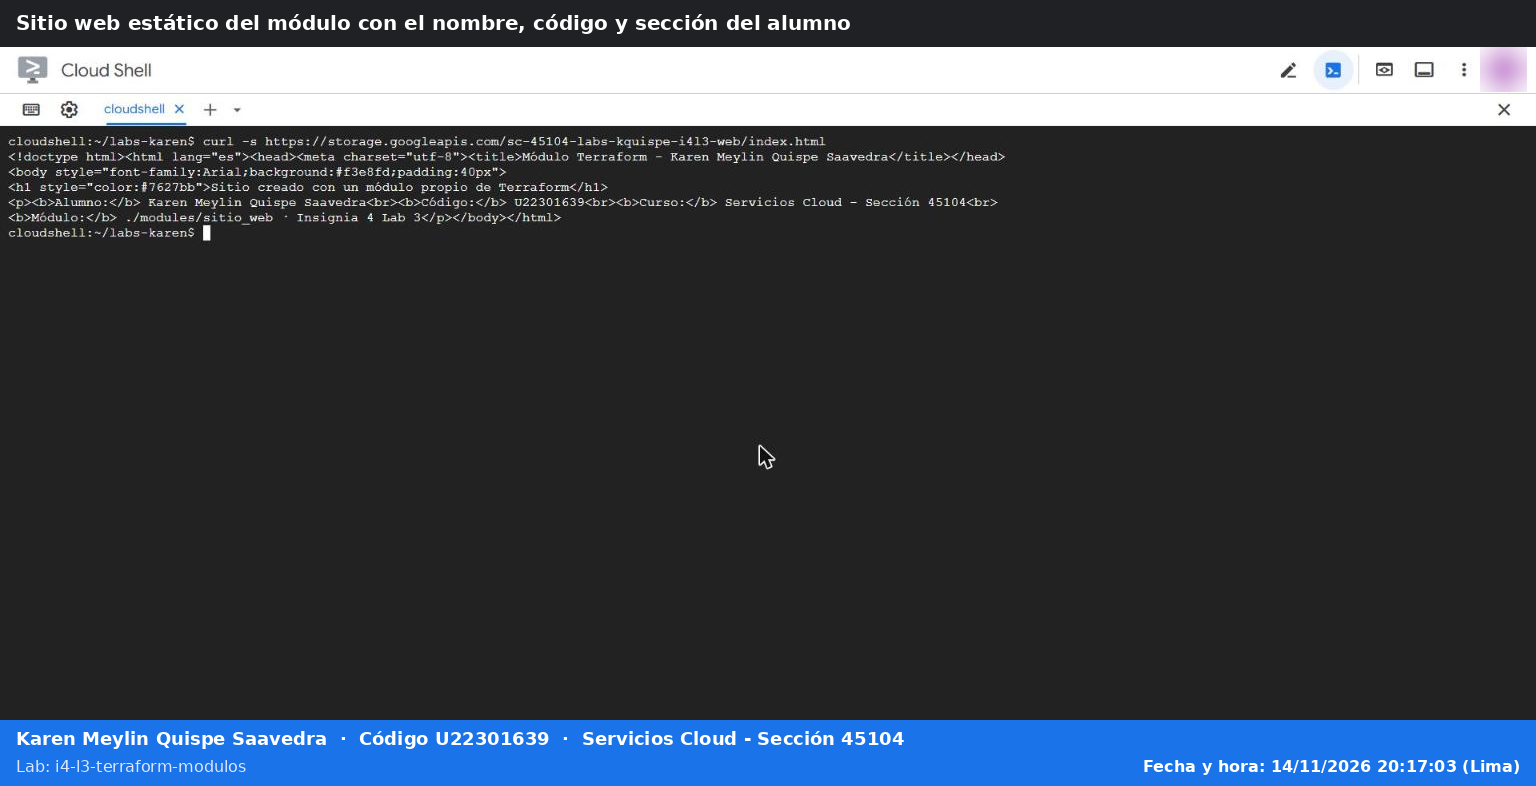 Sitio web estático del módulo con el nombre, código y sección del alumno
Cloud Shell
cloudshell
cloudshell:~/labs-karen$ curl -s https://storage.googleapis.com/sc-45104-labs-kquispe-i4l3-web/index.html
<!doctype html><html lang="es"><head><meta charset="utf-8"><title>Módulo Terraform - Karen Meylin Quispe Saavedra</title></head>
<body style="font-family:Arial;background:#f3e8fd;padding:40px">
<h1 style="color:#7627bb">Sitio creado con un módulo propio de Terraform</h1>
<p><b>Alumno:</b> Karen Meylin Quispe Saavedra<br><b>Código:</b> U22301639<br><b>Curso:</b> Servicios Cloud - Sección 45104<br>
<b>Módulo:</b> ./modules/sitio_web · Insignia 4 Lab 3</p></body></html>
cloudshell:~/labs-karen$
Karen Meylin Quispe Saavedra · Código U22301639 · Servicios Cloud - Sección 45104
Lab: i4-l3-terraform-modulos
Fecha y hora: 14/11/2026 20:17:03 (Lima)